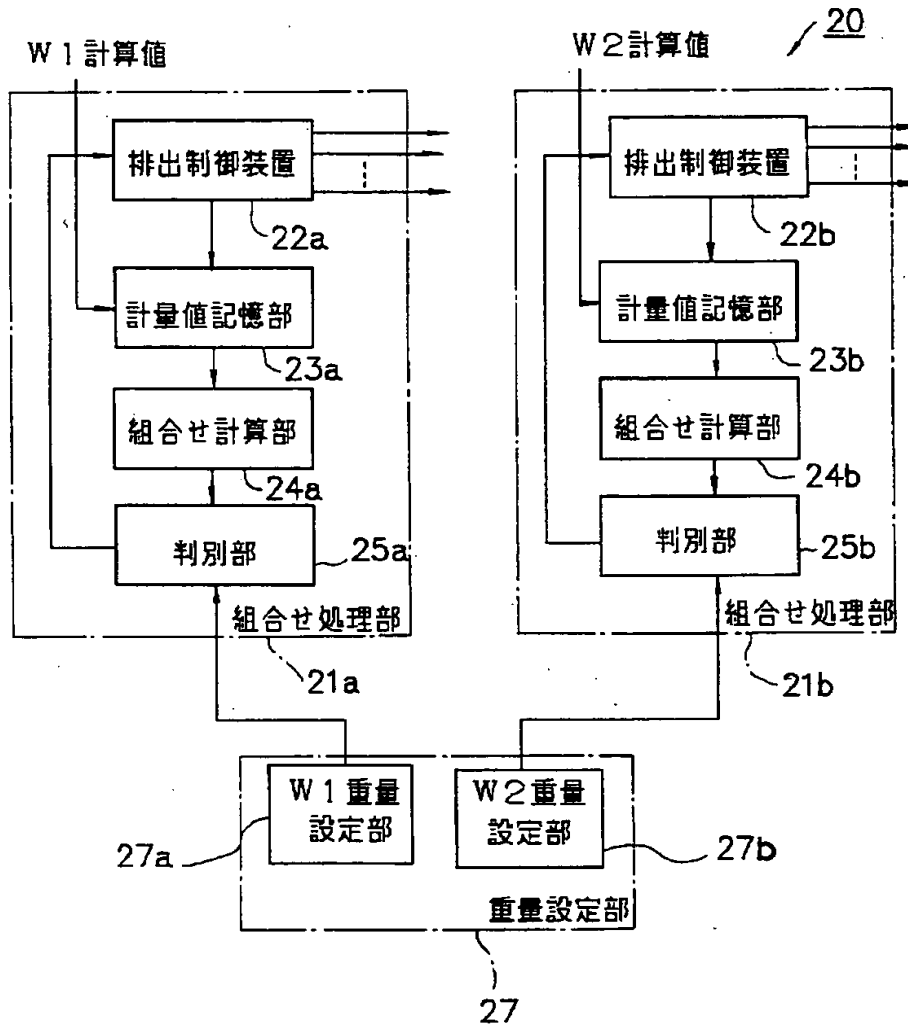 20
W1計算値
W2計算値
排出制御装置
22a
計量値記憶部
23a
組合せ計算部
24a
判別部
25a
組合せ処理部
21a
排出制御装置
22b
計量値記憶部
23b
組合せ計算部
24b
判別部
25b
組合せ処理部
21b
W1重量
設定部
27a
W2重量
設定部
27b
重量設定部
27